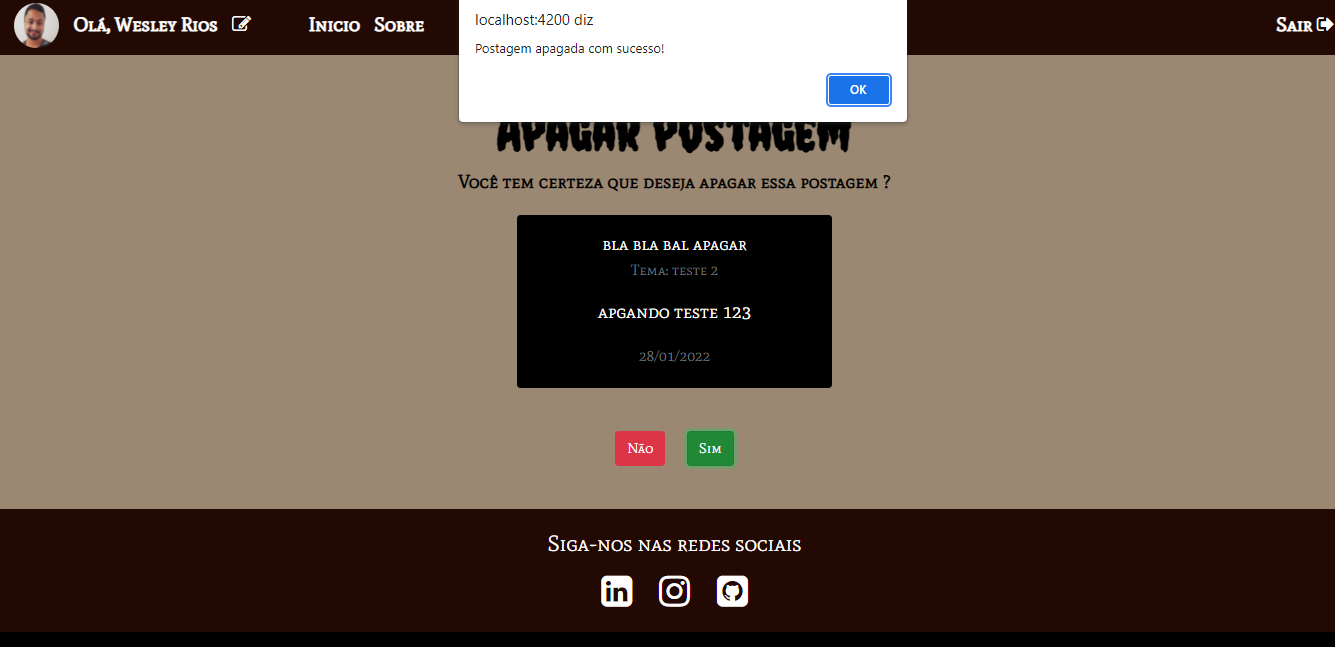 Olá, Wesley Rios
Inicio Sobre
Sair
localhost:4200 diz
Postagem apagada com sucesso!
OK
Apagar Postagem
Você tem certeza que deseja apagar essa postagem ?
bla bla bal apagar
Tema: teste 2
apgando teste 123
28/01/2022
Não Sim
Siga-nos nas redes sociais
in